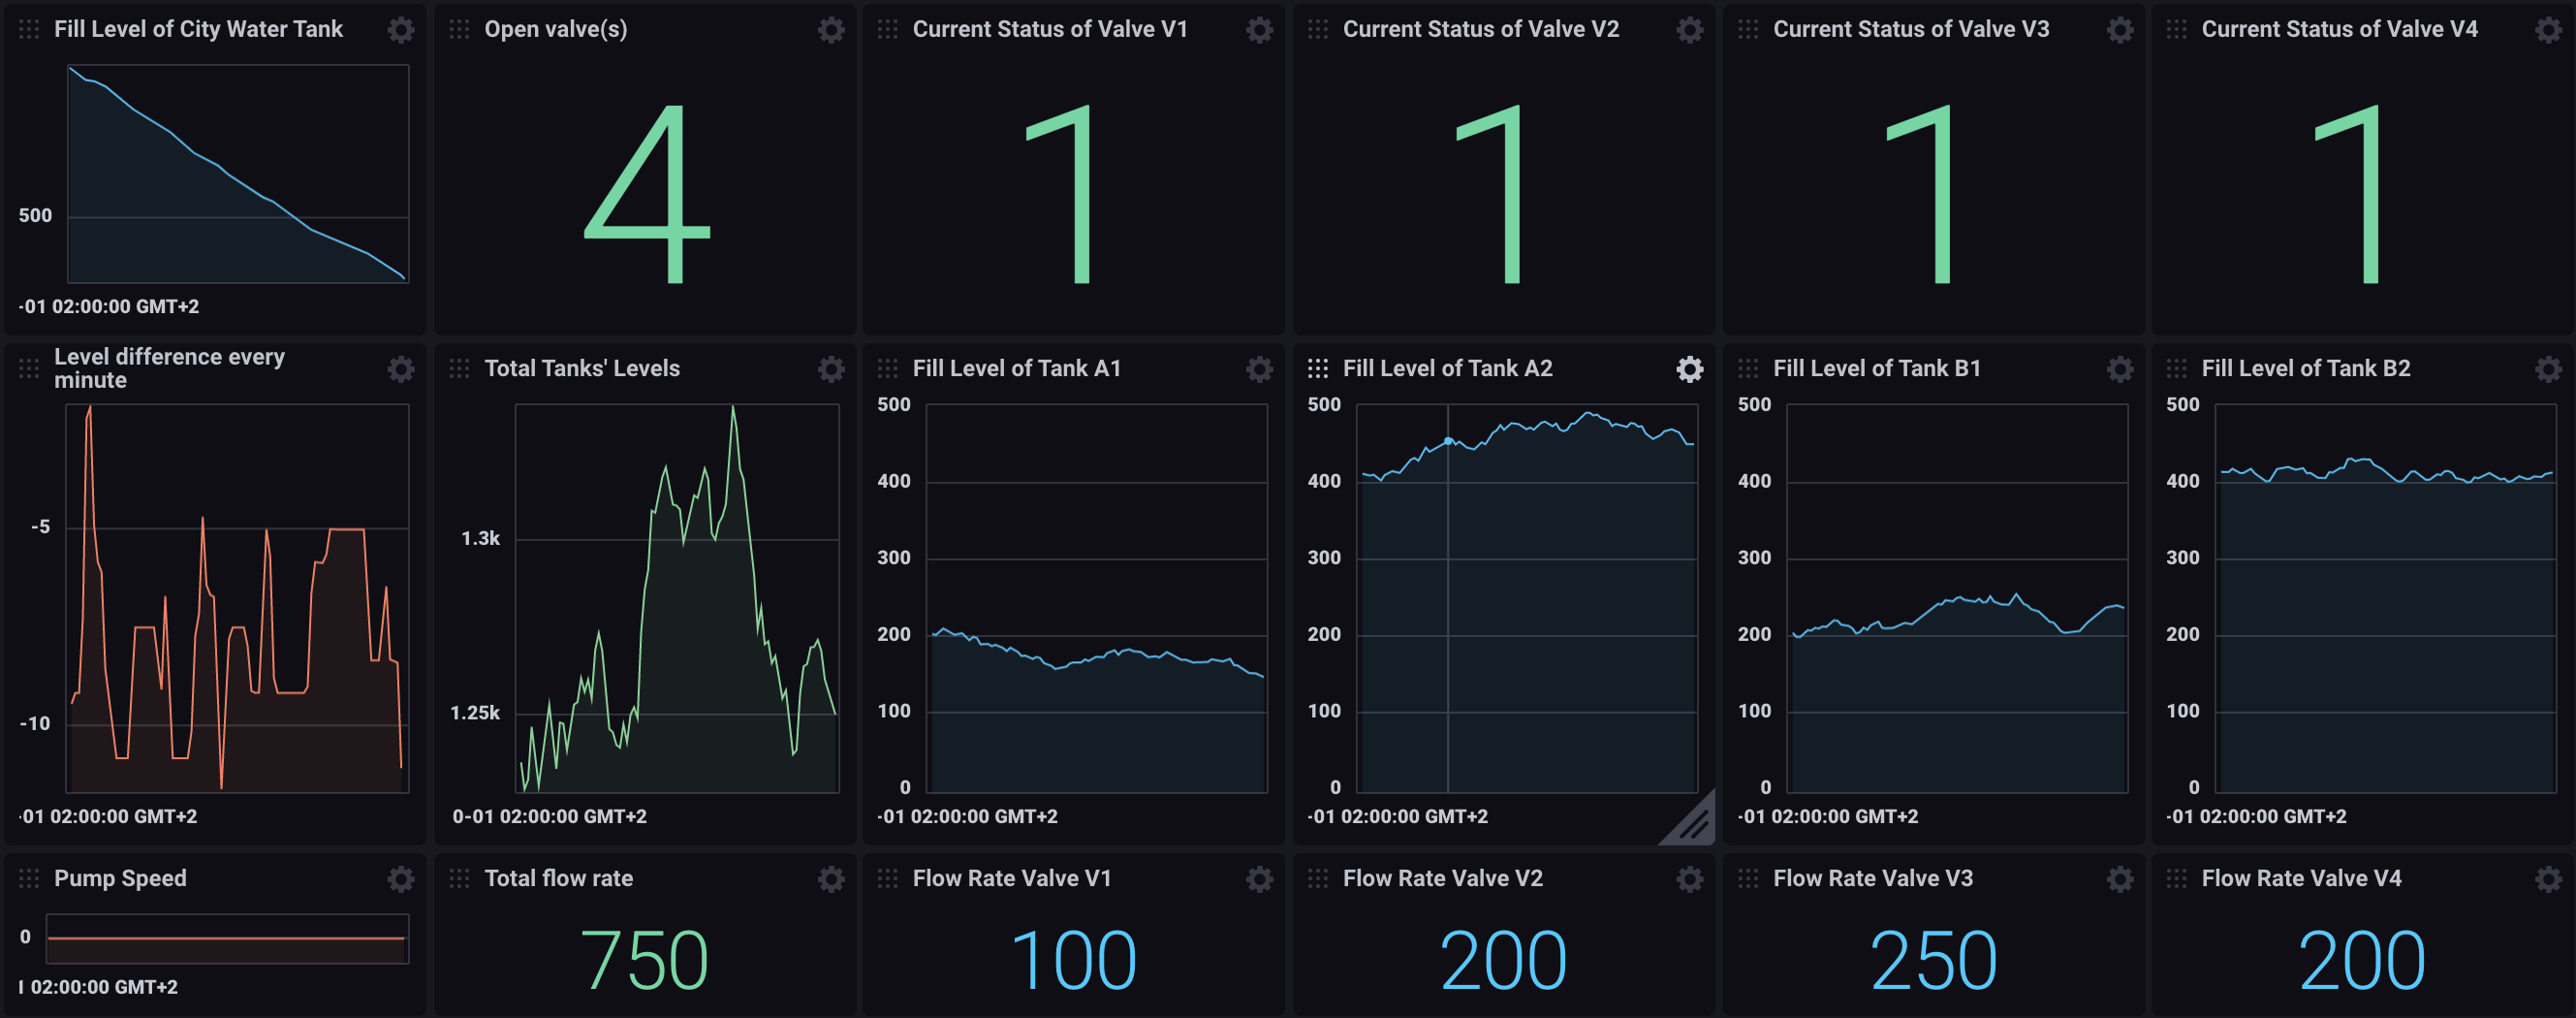 Fill Level of City Water Tank
500
-01 02:00:00 GMT+2
Open valve(s)
4
Current Status of Valve V1
1
Current Status of Valve V2
1
Current Status of Valve V3
1
Current Status of Valve V4
1
Level difference every
minute
-5
-10
-01 02:00:00 GMT+2
Total Tanks' Levels
1.3k
1.25k
0-01 02:00:00 GMT+2
Fill Level of Tank A1
500
400
300
200
100
0
-01 02:00:00 GMT+2
Fill Level of Tank A2
500
400
300
200
100
0
-01 02:00:00 GMT+2
Fill Level of Tank B1
500
400
300
200
100
0
-01 02:00:00 GMT+2
Fill Level of Tank B2
500
400
300
200
100
0
-01 02:00:00 GMT+2
Pump Speed
0
1 02:00:00 GMT+2
Total flow rate
750
Flow Rate Valve V1
100
Flow Rate Valve V2
200
Flow Rate Valve V3
250
Flow Rate Valve V4
200